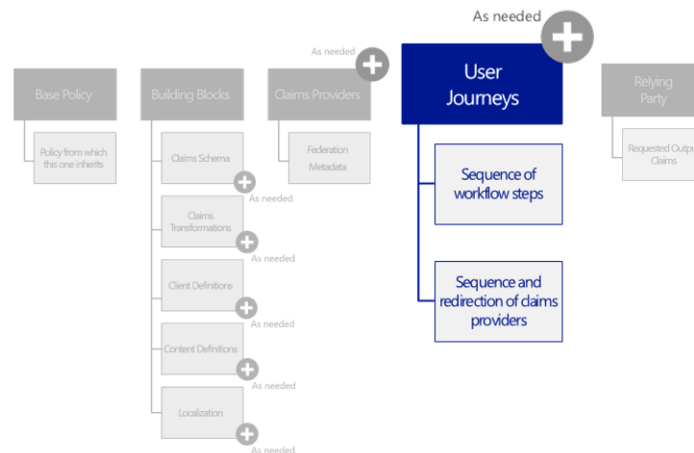 As needed
As needed
Base Policy
Building Blocks
Claims Providers
User
Journeys
Relying
Party
Policy from which
this one inherits
Claims Schema
As needed
Claims
Transformations
As needed
Client Definitions
As needed
Content Definitions
As needed
Localization
As needed
Federation
Metadata
Sequence of
workflow steps
Sequence and
redirection of claims
providers
Requested Output
Claims